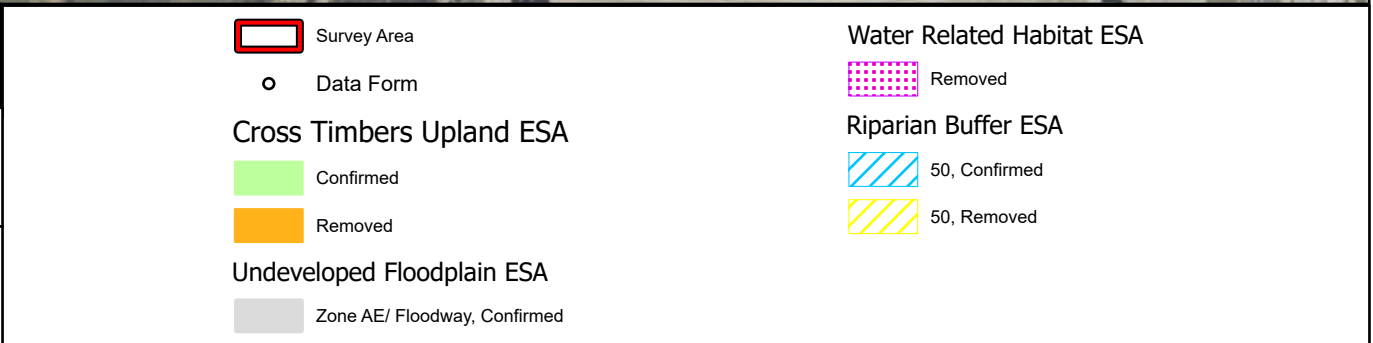 Survey Area
Data Form
Cross Timbers Upland ESA
Confirmed
Removed
Undeveloped Floodplain ESA
Zone AE/ Floodway, Confirmed
Water Related Habitat ESA
Removed
Riparian Buffer ESA
50, Confirmed
50, Removed